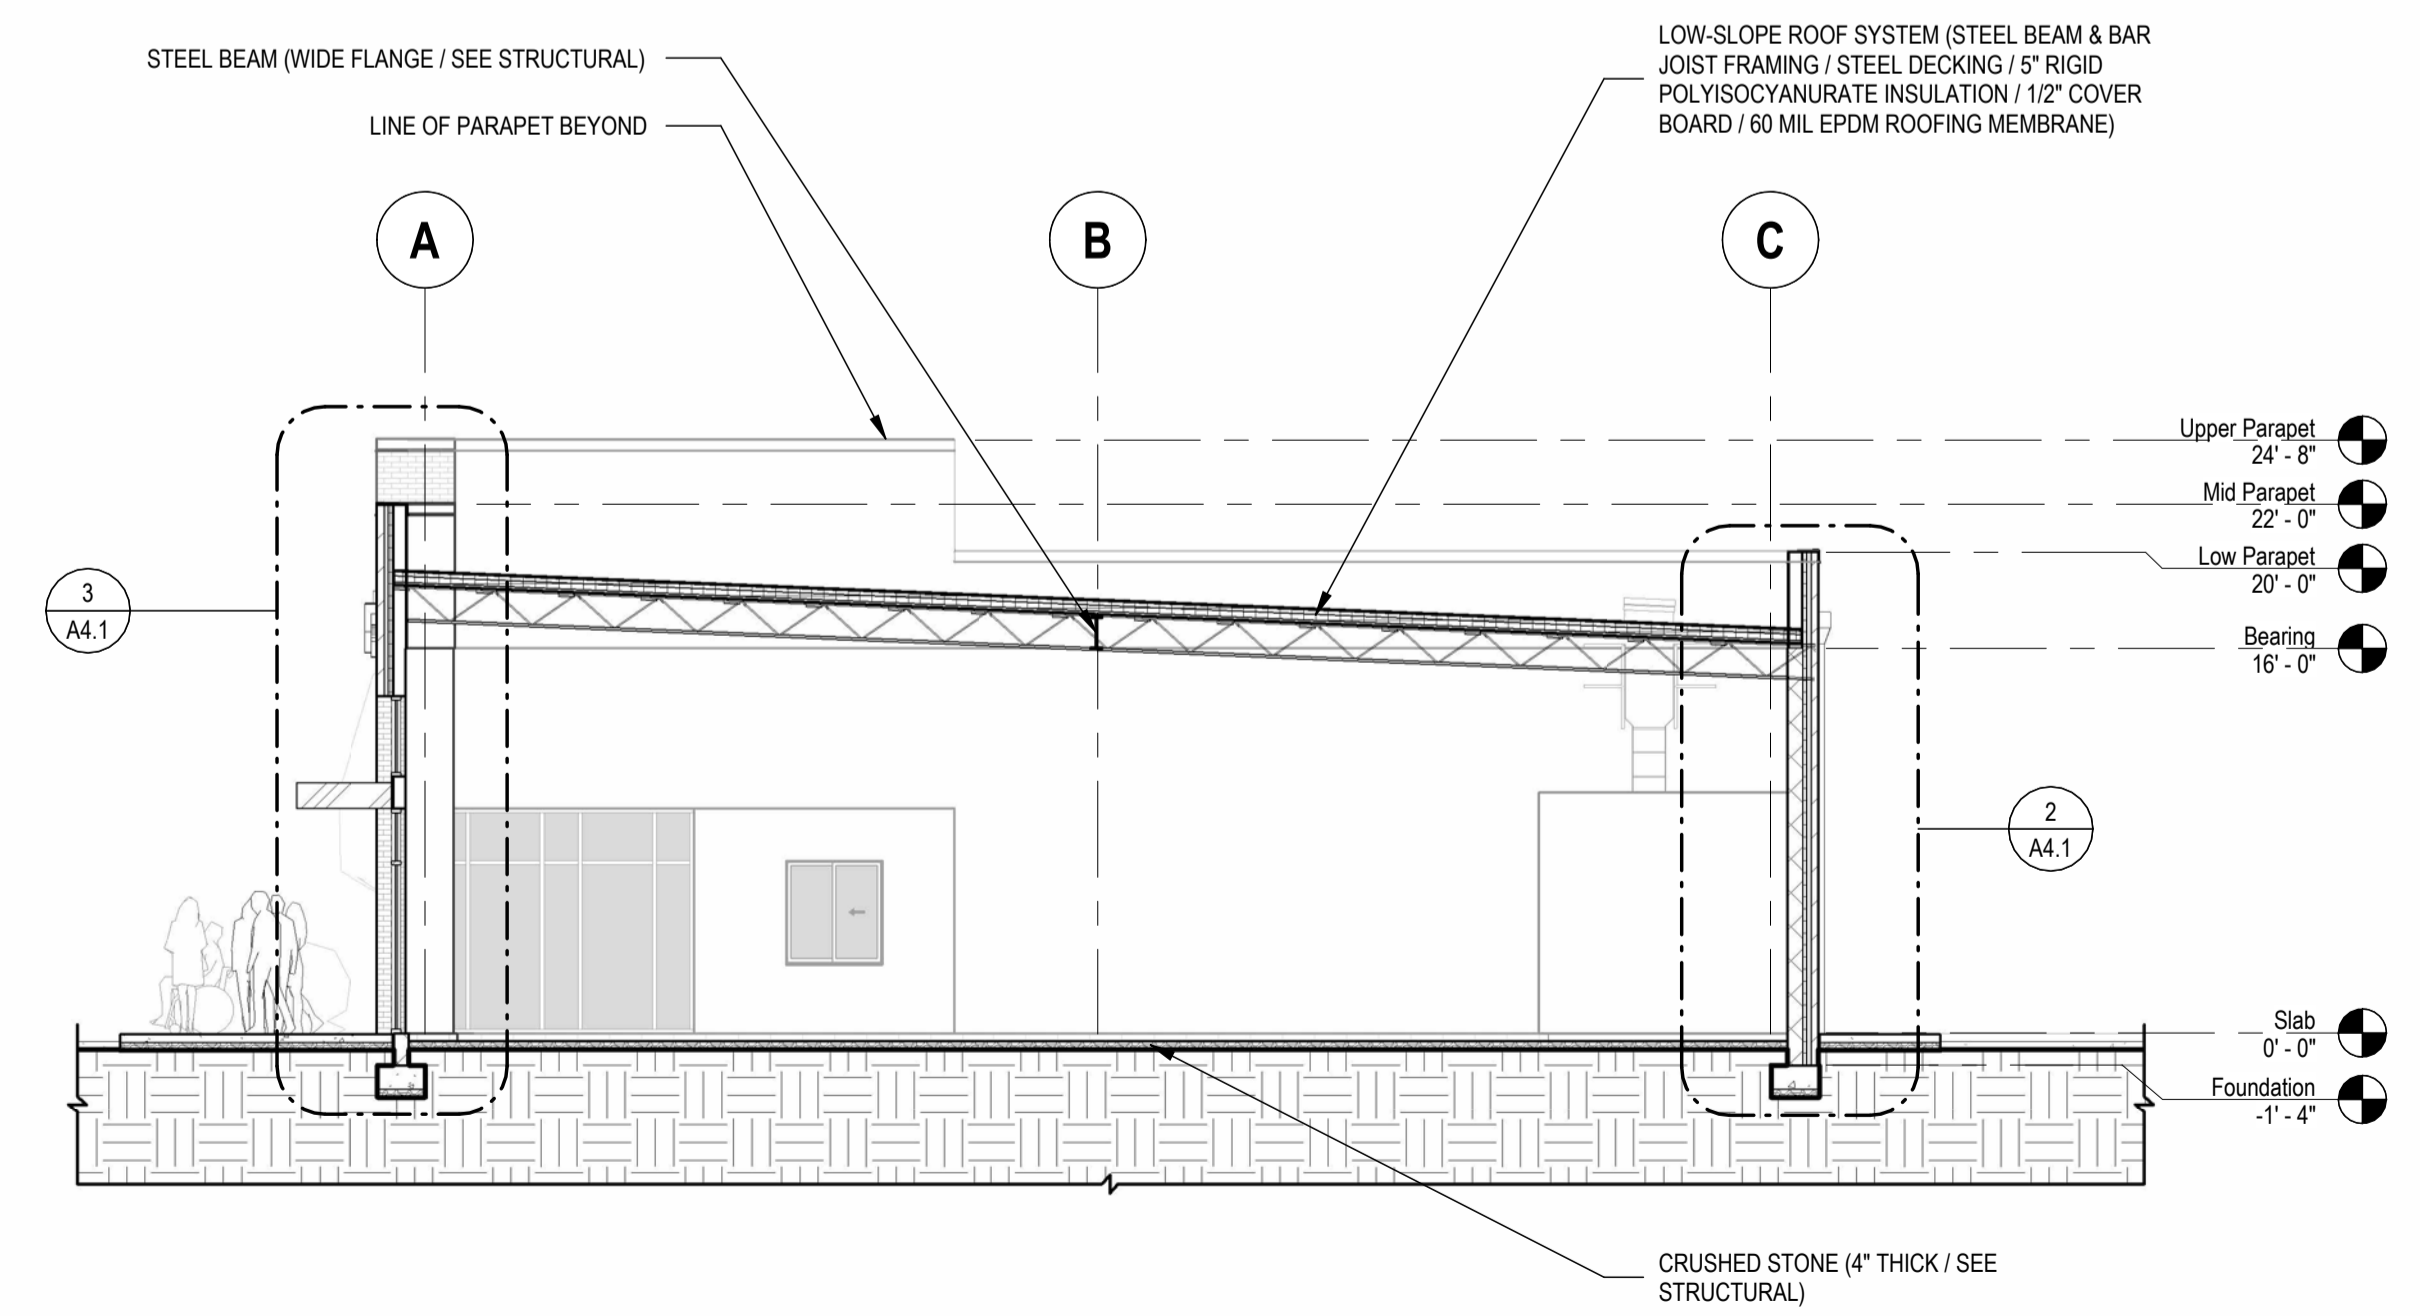 STEEL BEAM (WIDE FLANGE / SEE STRUCTURAL)
LINE OF PARAPET BEYOND
LOW-SLOPE ROOF SYSTEM (STEEL BEAM & BAR
JOIST FRAMING / STEEL DECKING / 5" RIGID
POLYISOCYANURATE INSULATION / 1/2" COVER
BOARD / 60 MIL EPDM ROOFING MEMBRANE)
A
B
C
Upper Parapet
24' - 8"
Mid Parapet
22' - 0"
Low Parapet
20' - 0"
Bearing
16' - 0"
3
A4.1
2
A4.1
Slab
0' - 0"
Foundation
-1' - 4"
CRUSHED STONE (4" THICK / SEE
STRUCTURAL)